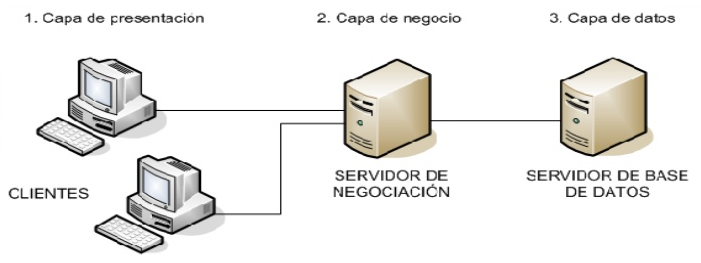 1. Capa de presentación
2. Capa de negocio
3. Capa de datos
CLIENTES
SERVIDOR DE
NEGOCIACIÓN
SERVIDOR DE BASE
DE DATOS